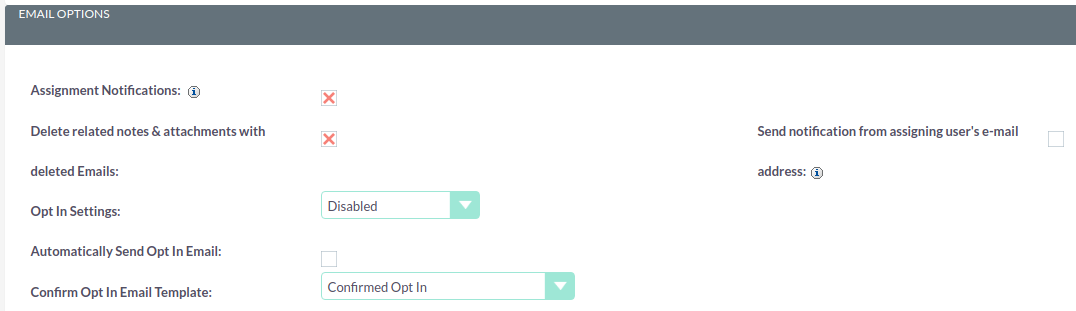 EMAIL OPTIONS
Assignment Notifications:
Delete related notes & attachments with
deleted Emails:
Send notification from assigning user's e-mail
address:
Opt In Settings:
Disabled
Automatically Send Opt In Email:
Confirm Opt In Email Template:
Confirmed Opt In